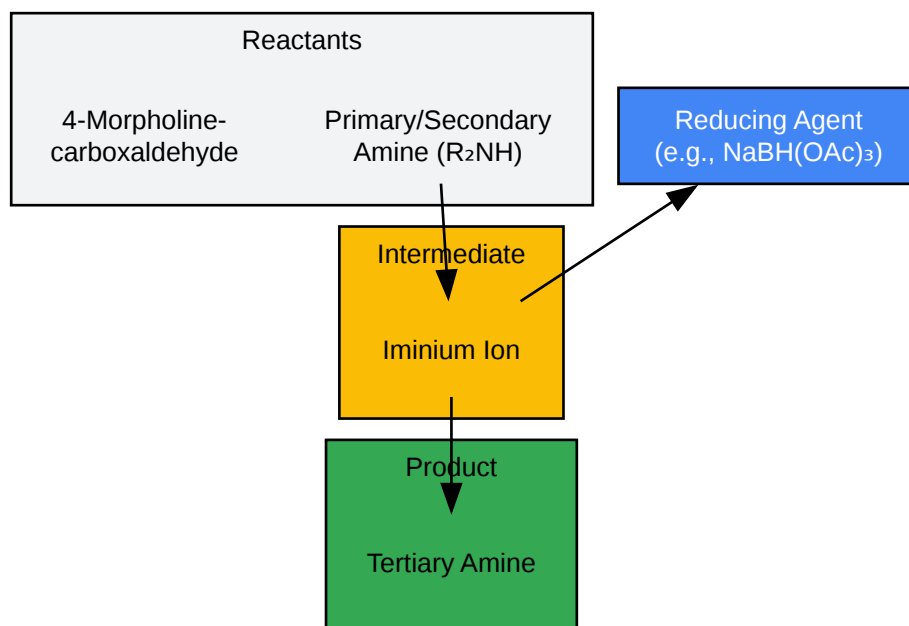 Reactants
4-Morpholine-
carboxaldehyde
Primary/Secondary
Amine (R₂NH)
Reducing Agent
(e.g., NaBH(OAc)₃)
Intermediate
Iminium Ion
Product
Tertiary Amine